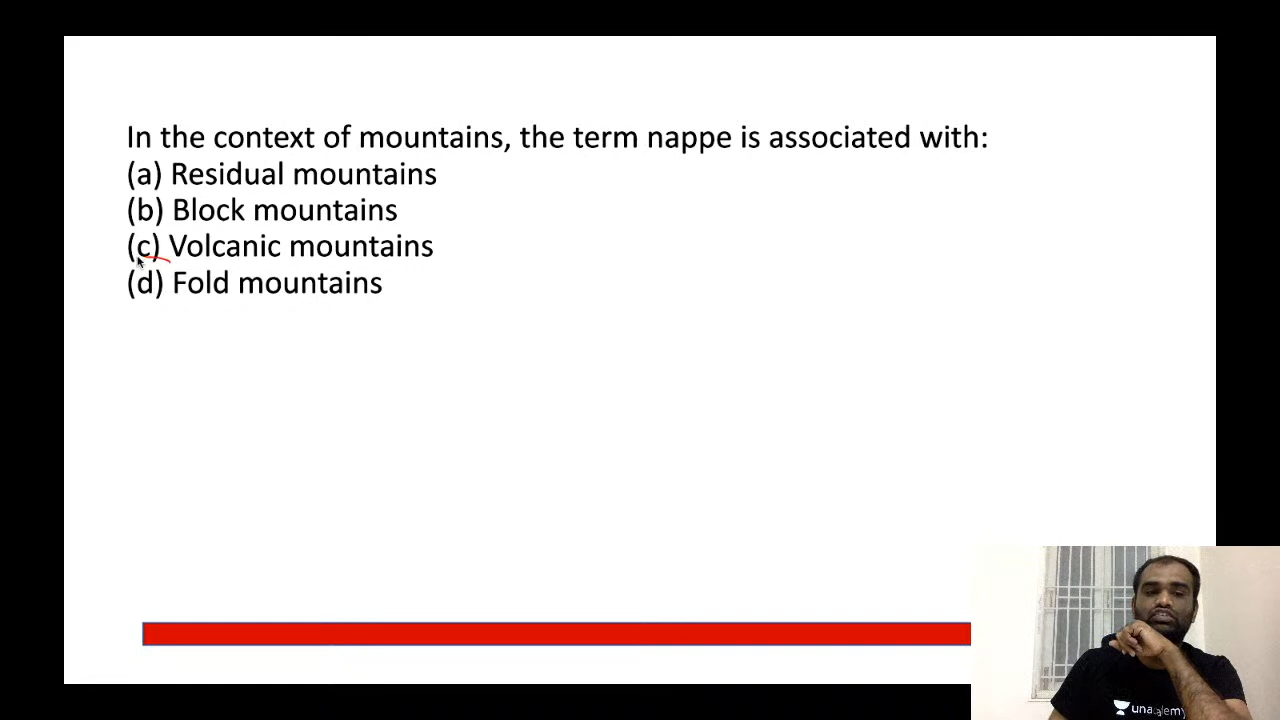 In the context of mountains, the term nappe is associated with:
(a) Residual mountains
(b) Block mountains
(c) Volcanic mountains
(d) Fold mountains
unacademy